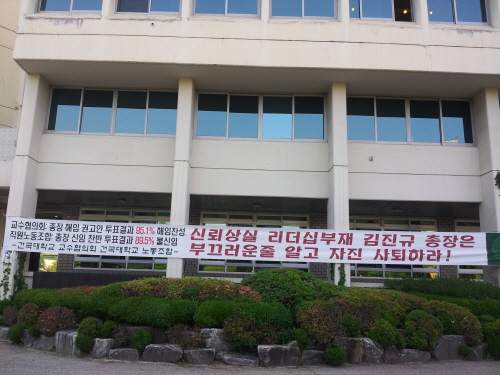 교수협의회: 총장 해임 권고안 투표결과 95.1% 해임찬성
직원노동조합: 총장 신임 찬반 투표결과 89.5% 불신임
-건국대학교 교수협의회 건국대학교 노동조합-
신뢰상실 리더십부재 김진규 총장은
부끄러운줄 알고 자진 사퇴하라!